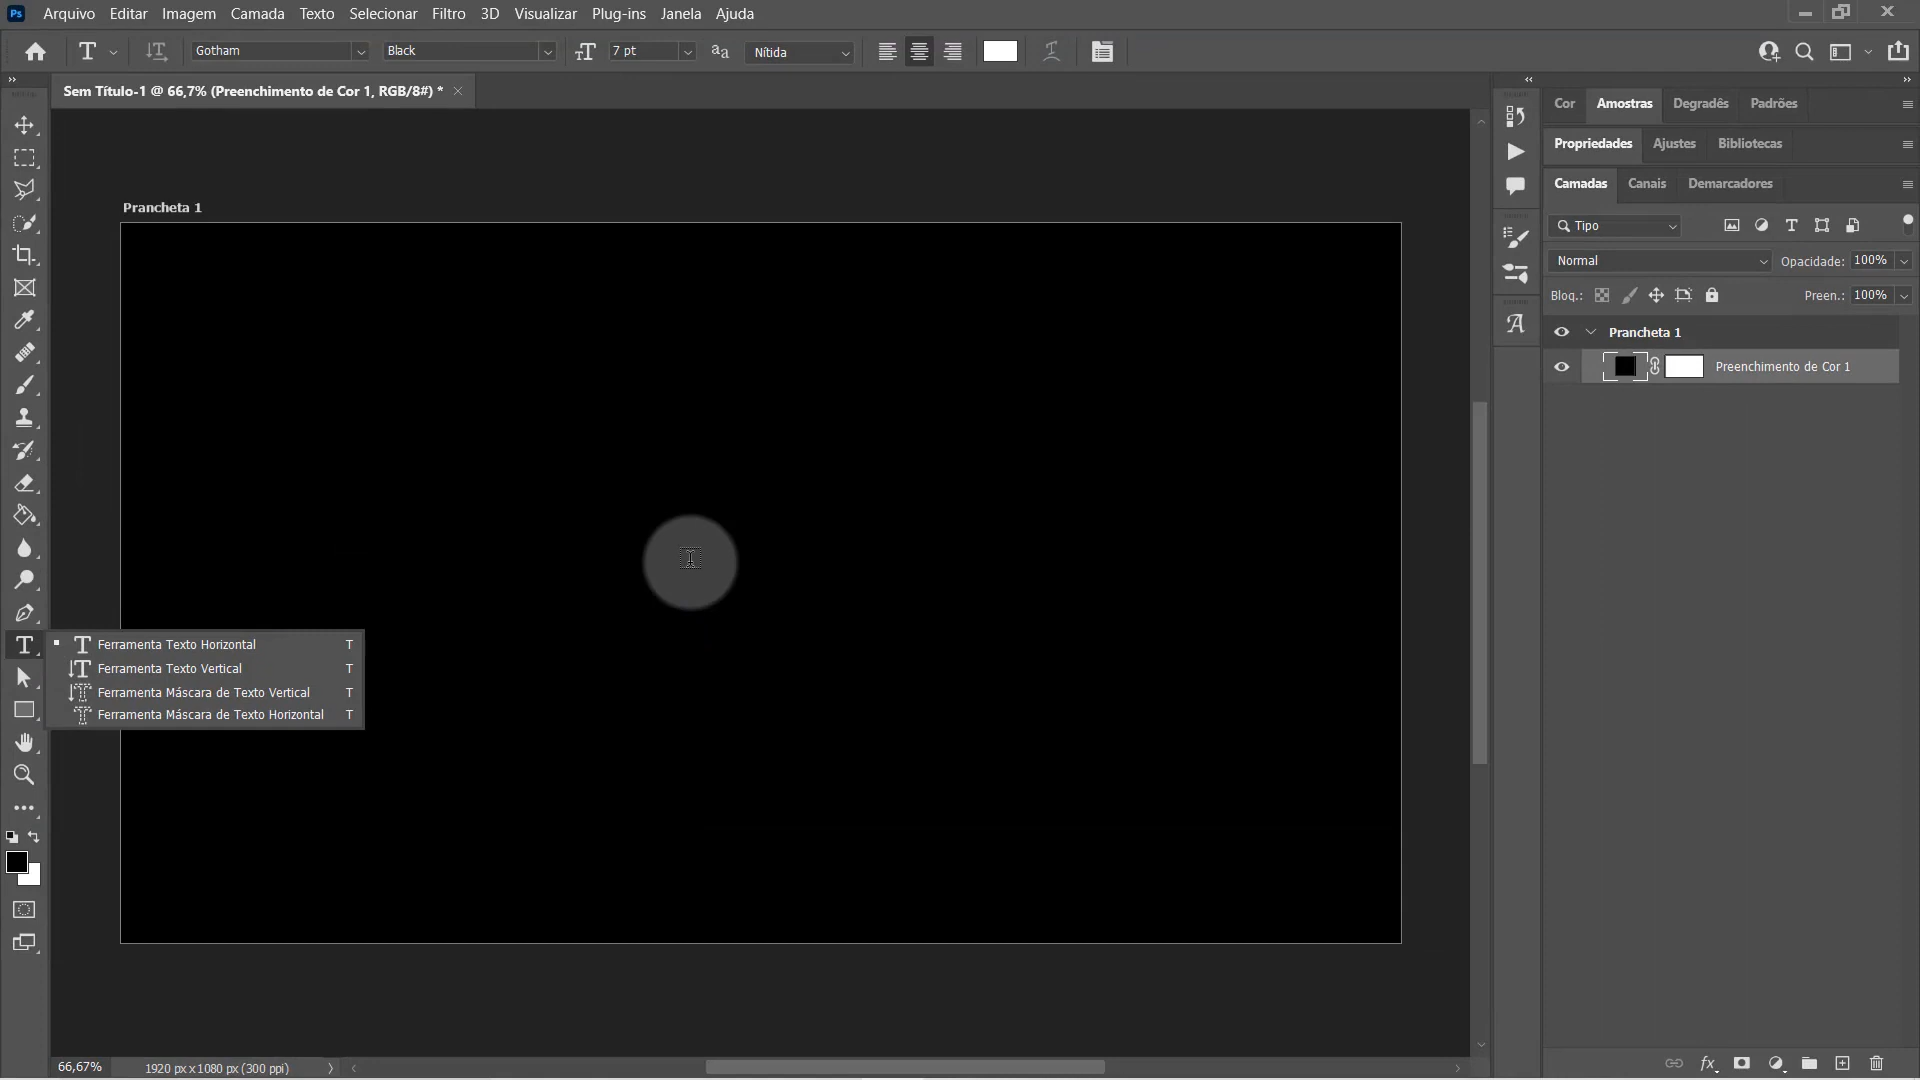 Ps Arquivo Editar Imagem Camada Texto Selecionar Filtro 3D Visualizar Plug-ins Janela Ajuda
Gotham Black 7 pt aa Nítida
Sem Título-1 @ 66,7% (Preenchimento de Cor 1, RGB/8#) *
Cor Amostras Degradês Padrões
Propriedades Ajustes Bibliotecas
Camadas Canais Demarcadores
Tipo
Normal Opacidade: 100%
Bloq.: Preen.: 100%
Prancheta 1
Preenchimento de Cor 1
Prancheta 1
Ferramenta Texto Horizontal T
Ferramenta Texto Vertical T
Ferramenta Máscara de Texto Vertical T
Ferramenta Máscara de Texto Horizontal T
66,67% 1920 px x 1080 px (300 ppi)
fx